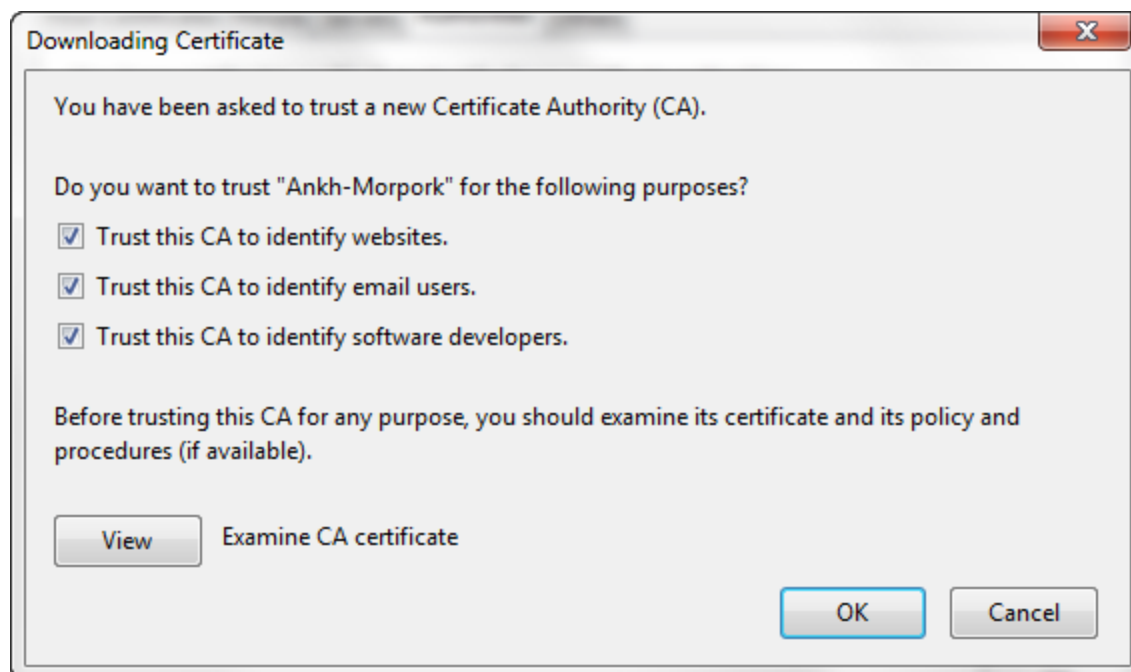 Downloading Certificate
You have been asked to trust a new Certificate Authority (CA).
Do you want to trust "Ankh-Morpork" for the following purposes?
Trust this CA to identify websites.
Trust this CA to identify email users.
Trust this CA to identify software developers.
Before trusting this CA for any purpose, you should examine its certificate and its policy and
procedures (if available).
View Examine CA certificate
OK Cancel